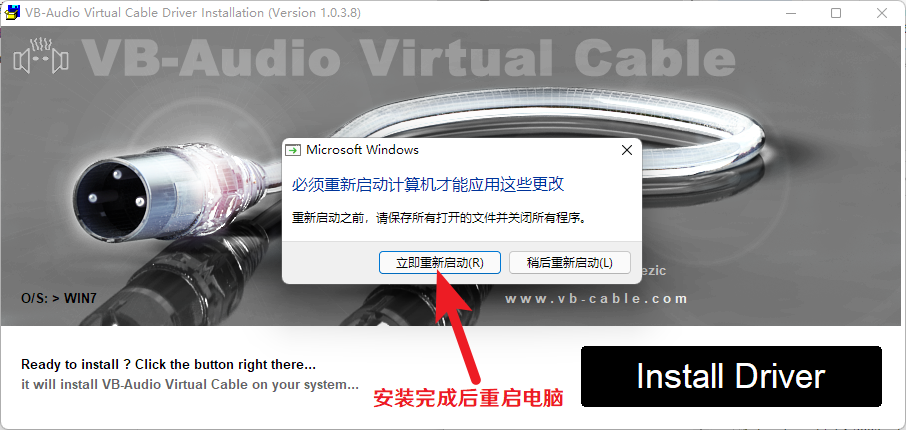 VB-Audio Virtual Cable Driver Installation (Version 1.0.3.8)
VB-Audio Virtual Cable
Microsoft Windows
必须重新启动计算机才能应用这些更改
重新启动之前，请保存所有打开的文件并关闭所有程序。
立即重新启动(R)
稍后重新启动(L)
ezic
O/S: > WIN7
www.vb-cable.com
Ready to install ? Click the button right there...
it will install VB-Audio Virtual Cable on your system...
Install Driver
安装完成后重启电脑